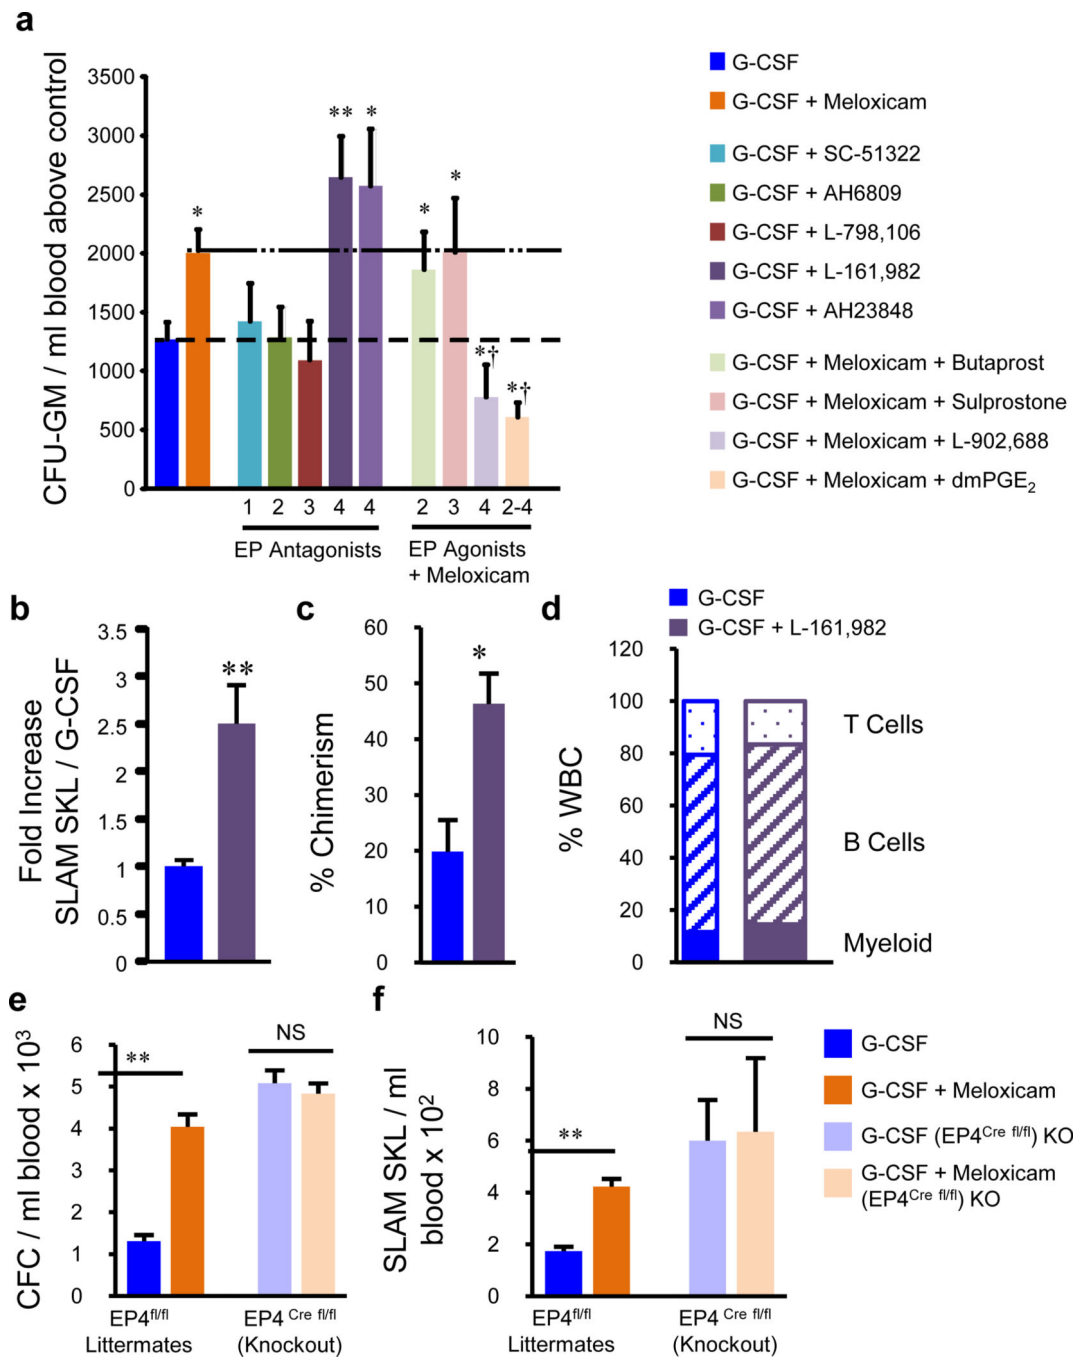 a
CFU-GM / ml blood above control
3500
3000
2500
2000
1500
1000
500
0
*
**
*
*
*
*†
*†
1 2 3 4 4 2 3 4 2-4
EP Antagonists
EP Agonists
+ Meloxicam
G-CSF
G-CSF + Meloxicam
G-CSF + SC-51322
G-CSF + AH6809
G-CSF + L-798,106
G-CSF + L-161,982
G-CSF + AH23848
G-CSF + Meloxicam + Butaprost
G-CSF + Meloxicam + Sulprostone
G-CSF + Meloxicam + L-902,688
G-CSF + Meloxicam + dmPGE₂
b
Fold Increase
SLAM SKL / G-CSF
3.5
3
2.5
2
1.5
1
0.5
0
**
c
% Chimerism
60
50
40
30
20
10
0
*
d
G-CSF
G-CSF + L-161,982
% WBC
120
100
80
60
40
20
0
T Cells
B Cells
Myeloid
e
CFC / ml blood x 10³
6
5
4
3
2
1
0
**
NS
EP4fl/fl
Littermates
EP4 Cre fl/fl
(Knockout)
f
SLAM SKL / ml
blood x 10²
10
8
6
4
2
0
**
NS
EP4fl/fl
Littermates
EP4 Cre fl/fl
(Knockout)
G-CSF
G-CSF + Meloxicam
G-CSF (EP4Cre fl/fl) KO
G-CSF + Meloxicam
(EP4Cre fl/fl) KO